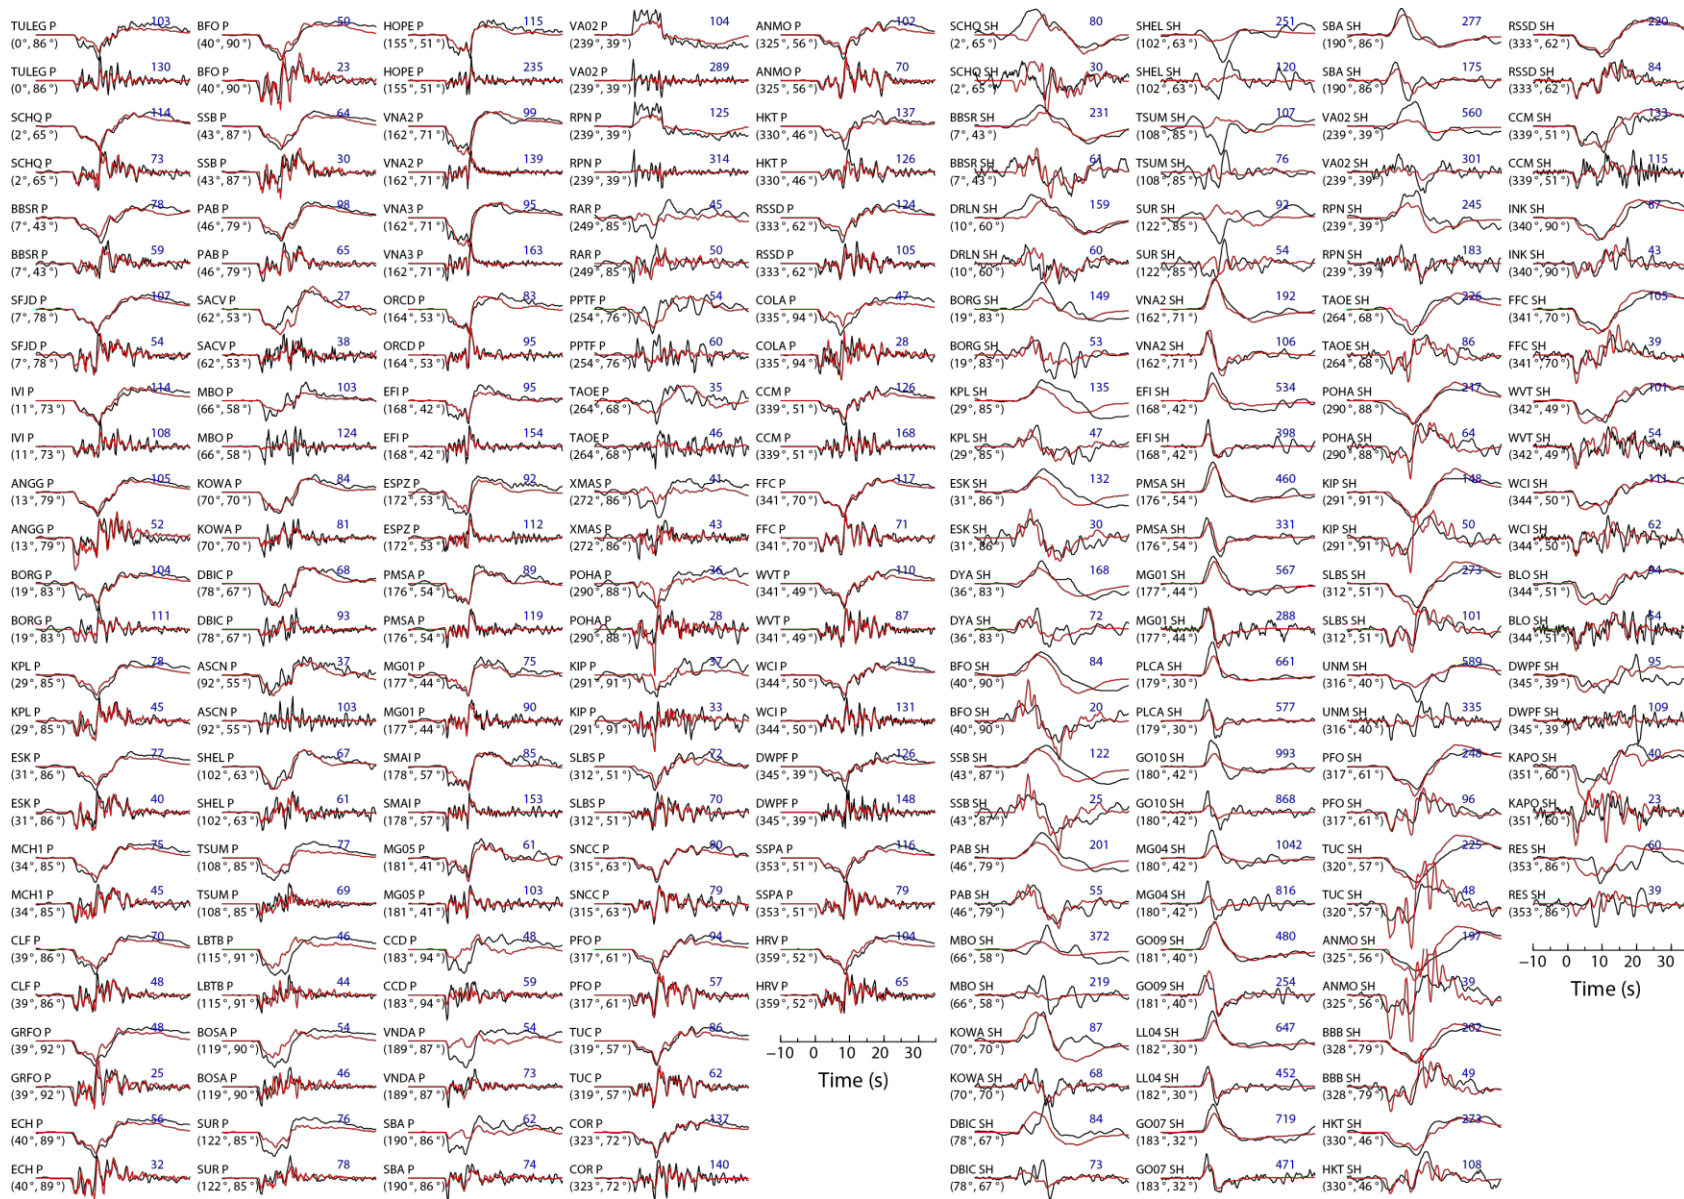 TULEG P 103
(0°, 86°)
TULEG P 130
(0°, 86°)
SCHQ P 114
(2°, 65°)
SCHQ P 73
(2°, 65°)
BBSR P 78
(7°, 43°)
BBSR P 59
(7°, 43°)
SFJD P 107
(7°, 78°)
SFJD P 54
(7°, 78°)
IVI P 114
(11°, 73°)
IVI P 108
(11°, 73°)
ANGG P 105
(13°, 79°)
ANGG P 52
(13°, 79°)
BORG P 104
(19°, 83°)
BORG P 111
(19°, 83°)
KPL P 78
(29°, 85°)
KPL P 45
(29°, 85°)
ESK P 77
(31°, 86°)
ESK P 40
(31°, 86°)
MCH1 P 75
(34°, 85°)
MCH1 P 45
(34°, 85°)
CLF P 70
(39°, 86°)
CLF P 48
(39°, 86°)
GRFO P 48
(39°, 92°)
GRFO P 25
(39°, 92°)
ECH P 56
(40°, 89°)
ECH P 32
(40°, 89°)
BFO P 50
(40°, 90°)
BFO P 23
(40°, 90°)
SSB P 64
(43°, 87°)
SSB P 30
(43°, 87°)
PAB P 98
(46°, 79°)
PAB P 65
(46°, 79°)
SACV P 27
(62°, 53°)
SACV P 38
(62°, 53°)
MBO P 103
(66°, 58°)
MBO P 124
(66°, 58°)
KOWA P 84
(70°, 70°)
KOWA P 81
(70°, 70°)
DBIC P 68
(78°, 67°)
DBIC P 93
(78°, 67°)
ASCN P 37
(92°, 55°)
ASCN P 103
(92°, 55°)
SHEL P 67
(102°, 63°)
SHEL P 61
(102°, 63°)
TSUM P 77
(108°, 85°)
TSUM P 69
(108°, 85°)
LBTB P 46
(115°, 91°)
LBTB P 44
(115°, 91°)
BOSA P 54
(119°, 90°)
BOSA P 46
(119°, 90°)
SUR P 76
(122°, 85°)
SUR P 78
(122°, 85°)
HOPE P 115
(155°, 51°)
HOPE P 235
(155°, 51°)
VNA2 P 99
(162°, 71°)
VNA2 P 139
(162°, 71°)
VNA3 P 95
(162°, 71°)
VNA3 P 163
(162°, 71°)
ORCD P 83
(164°, 53°)
ORCD P 95
(164°, 53°)
EFI P 95
(168°, 42°)
EFI P 154
(168°, 42°)
ESPZ P 92
(172°, 53°)
ESPZ P 112
(172°, 53°)
PMSA P 89
(176°, 54°)
PMSA P 119
(176°, 54°)
MG01 P 75
(177°, 44°)
MG01 P 90
(177°, 44°)
SMAI P 85
(178°, 57°)
SMAI P 153
(178°, 57°)
MG05 P 61
(181°, 41°)
MG05 P 103
(181°, 41°)
CCD P 48
(183°, 94°)
CCD P 59
(183°, 94°)
VNDA P 54
(189°, 87°)
VNDA P 73
(189°, 87°)
SBA P 62
(190°, 86°)
SBA P 74
(190°, 86°)
VA02 P 104
(239°, 39°)
VA02 P 289
(239°, 39°)
RPN P 125
(239°, 39°)
RPN P 314
(239°, 39°)
RAR P 45
(249°, 85°)
RAR P 50
(249°, 85°)
PPTF P 54
(254°, 76°)
PPTF P 60
(254°, 76°)
TAOE P 35
(264°, 68°)
TAOE P 46
(264°, 68°)
XMAS P 41
(272°, 86°)
XMAS P 43
(272°, 86°)
POHA P 36
(290°, 88°)
POHA P 28
(290°, 88°)
KIP P 37
(291°, 91°)
KIP P 33
(291°, 91°)
SLBS P 72
(312°, 51°)
SLBS P 70
(312°, 51°)
SNCC P 90
(315°, 63°)
SNCC P 79
(315°, 63°)
PFO P 94
(317°, 61°)
PFO P 57
(317°, 61°)
TUC P 86
(319°, 57°)
TUC P 62
(319°, 57°)
COR P 137
(323°, 72°)
COR P 140
(323°, 72°)
ANMO P 102
(325°, 56°)
ANMO P 70
(325°, 56°)
HKT P 137
(330°, 46°)
HKT P 126
(330°, 46°)
RSSD P 124
(333°, 62°)
RSSD P 105
(333°, 62°)
COLA P 47
(335°, 94°)
COLA P 28
(335°, 94°)
CCM P 126
(339°, 51°)
CCM P 168
(339°, 51°)
FFC P 117
(341°, 70°)
FFC P 71
(341°, 70°)
WVT P 110
(341°, 49°)
WVT P 87
(341°, 49°)
WCI P 119
(344°, 50°)
WCI P 131
(344°, 50°)
DWPF P 126
(345°, 39°)
DWPF P 148
(345°, 39°)
SSPA P 116
(353°, 51°)
SSPA P 79
(353°, 51°)
HRV P 104
(359°, 52°)
HRV P 65
(359°, 52°)
−10 0 10 20 30
Time (s)
SCHQ SH 80
(2°, 65°)
SCHQ SH 30
(2°, 65°)
BBSR SH 231
(7°, 43°)
BBSR SH 61
(7°, 43°)
DRLN SH 159
(10°, 60°)
DRLN SH 60
(10°, 60°)
BORG SH 149
(19°, 83°)
BORG SH 53
(19°, 83°)
KPL SH 135
(29°, 85°)
KPL SH 47
(29°, 85°)
ESK SH 132
(31°, 86°)
ESK SH 30
(31°, 86°)
DYA SH 168
(36°, 83°)
DYA SH 72
(36°, 83°)
BFO SH 84
(40°, 90°)
BFO SH 20
(40°, 90°)
SSB SH 122
(43°, 87°)
SSB SH 25
(43°, 87°)
PAB SH 201
(46°, 79°)
PAB SH 55
(46°, 79°)
MBO SH 372
(66°, 58°)
MBO SH 219
(66°, 58°)
KOWA SH 87
(70°, 70°)
KOWA SH 68
(70°, 70°)
DBIC SH 84
(78°, 67°)
DBIC SH 73
(78°, 67°)
SHEL SH 251
(102°, 63°)
SHEL SH 120
(102°, 63°)
TSUM SH 107
(108°, 85°)
TSUM SH 76
(108°, 85°)
SUR SH 92
(122°, 85°)
SUR SH 54
(122°, 85°)
VNA2 SH 192
(162°, 71°)
VNA2 SH 106
(162°, 71°)
EFI SH 534
(168°, 42°)
EFI SH 398
(168°, 42°)
PMSA SH 460
(176°, 54°)
PMSA SH 331
(176°, 54°)
MG01 SH 567
(177°, 44°)
MG01 SH 288
(177°, 44°)
PLCA SH 661
(179°, 30°)
PLCA SH 577
(179°, 30°)
GO10 SH 993
(180°, 42°)
GO10 SH 868
(180°, 42°)
MG04 SH 1042
(180°, 42°)
MG04 SH 816
(180°, 42°)
GO09 SH 480
(181°, 40°)
GO09 SH 254
(181°, 40°)
LL04 SH 647
(182°, 30°)
LL04 SH 452
(182°, 30°)
GO07 SH 719
(183°, 32°)
GO07 SH 471
(183°, 32°)
SBA SH 277
(190°, 86°)
SBA SH 175
(190°, 86°)
VA02 SH 560
(239°, 39°)
VA02 SH 301
(239°, 39°)
RPN SH 245
(239°, 39°)
RPN SH 183
(239°, 39°)
TAOE SH 226
(264°, 68°)
TAOE SH 86
(264°, 68°)
POHA SH 217
(290°, 88°)
POHA SH 64
(290°, 88°)
KIP SH 148
(291°, 91°)
KIP SH 50
(291°, 91°)
SLBS SH 273
(312°, 51°)
SLBS SH 101
(312°, 51°)
UNM SH 589
(316°, 40°)
UNM SH 335
(316°, 40°)
PFO SH 248
(317°, 61°)
PFO SH 96
(317°, 61°)
TUC SH 225
(320°, 57°)
TUC SH 48
(320°, 57°)
ANMO SH 197
(325°, 56°)
ANMO SH 39
(325°, 56°)
BBB SH 202
(328°, 79°)
BBB SH 49
(328°, 79°)
HKT SH 273
(330°, 46°)
HKT SH 108
(330°, 46°)
RSSD SH 220
(333°, 62°)
RSSD SH 84
(333°, 62°)
CCM SH 133
(339°, 51°)
CCM SH 115
(339°, 51°)
INK SH 87
(340°, 90°)
INK SH 43
(340°, 90°)
FFC SH 105
(341°, 70°)
FFC SH 39
(341°, 70°)
WVT SH 101
(342°, 49°)
WVT SH 54
(342°, 49°)
WCI SH 111
(344°, 50°)
WCI SH 62
(344°, 50°)
BLO SH 94
(344°, 51°)
BLO SH 54
(344°, 51°)
DWPF SH 95
(345°, 39°)
DWPF SH 109
(345°, 39°)
KAPO SH 40
(351°, 60°)
KAPO SH 23
(351°, 60°)
RES SH 60
(353°, 86°)
RES SH 39
(353°, 86°)
−10 0 10 20 30
Time (s)